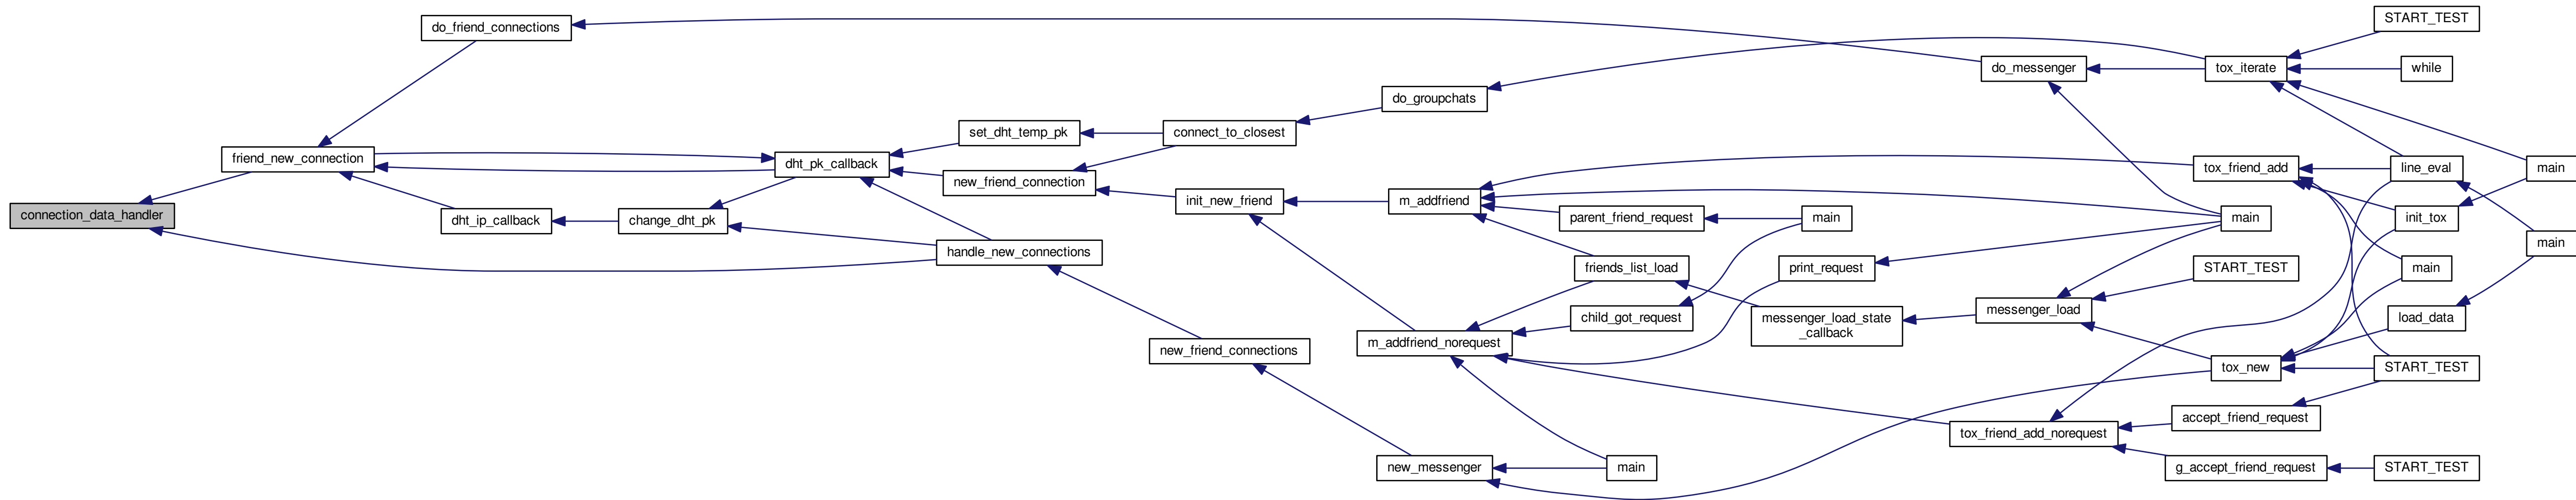 START_TEST
do_friend_connections
do_messenger
tox_iterate
while
do_groupchats
set_dht_temp_pk
connect_to_closest
friend_new_connection
dht_pk_callback
tox_friend_add
line_eval
main
new_friend_connection
init_new_friend
m_addfriend
connection_data_handler
dht_ip_callback
change_dht_pk
parent_friend_request
main
main
init_tox
main
handle_new_connections
friends_list_load
print_request
START_TEST
main
messenger_load
child_got_request
messenger_load_state
_callback
load_data
m_addfriend_norequest
new_friend_connections
tox_new
START_TEST
accept_friend_request
tox_friend_add_norequest
new_messenger
main
g_accept_friend_request
START_TEST